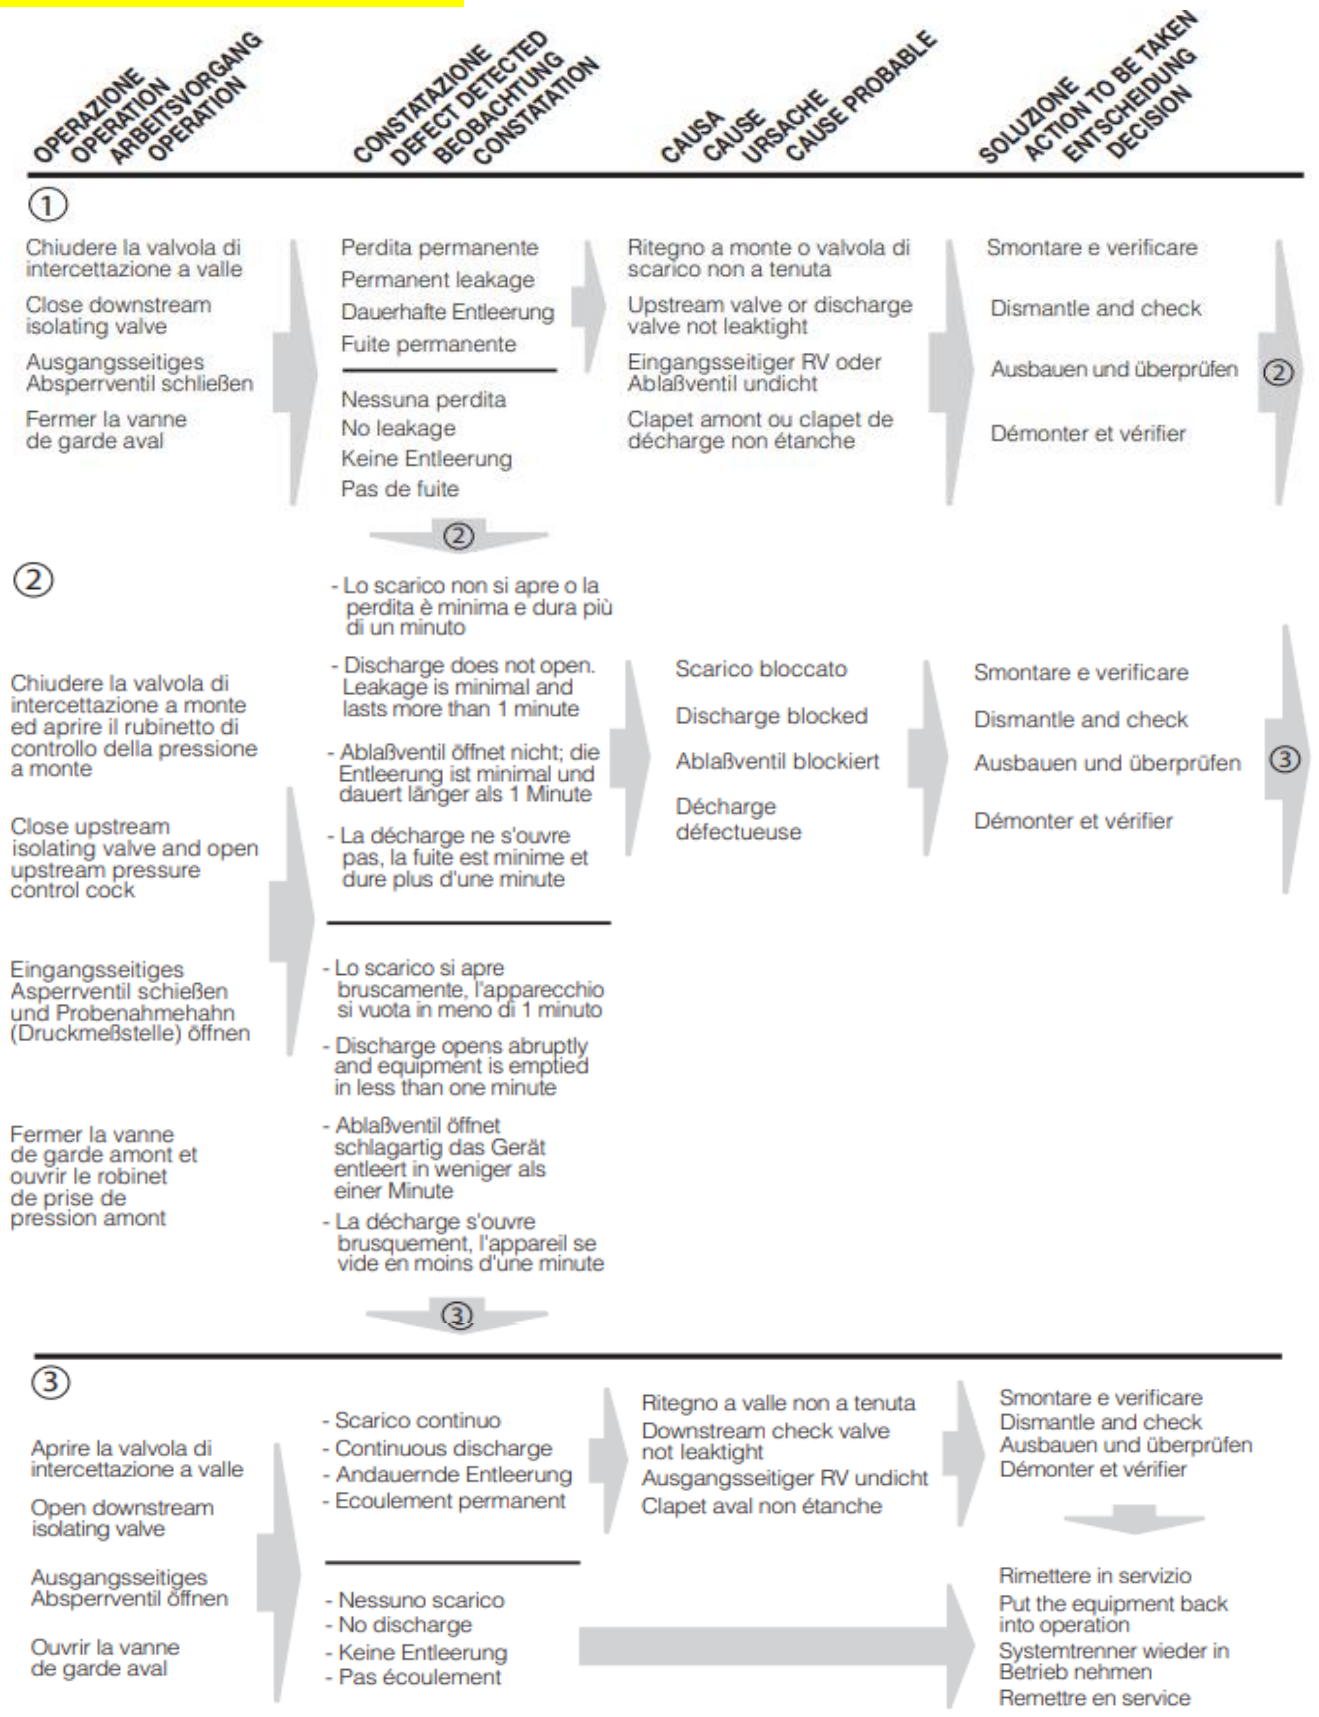 OPERAZIONE
OPERATION
ARBEITSVORGANG
OPERATION
CONSTATAZIONE
DEFECT DETECTED
BEOBACHTUNG
CONSTATATION
CAUSA
CAUSE
URSACHE
CAUSE PROBABLE
SOLUZIONE
ACTION TO BE TAKEN
ENTSCHEIDUNG
DECISION
1
Chiudere la valvola di
intercettazione a valle
Close downstream
isolating valve
Ausgangsseitiges
Absperrventil schließen
Fermer la vanne
de garde aval
Perdita permanente
Permanent leakage
Dauerhafte Entleerung
Fuite permanente
Nessuna perdita
No leakage
Keine Entleerung
Pas de fuite
2
Ritegno a monte o valvola di
scarico non a tenuta
Upstream valve or discharge
valve not leaktight
Eingangsseitiger RV oder
Ablaßventil undicht
Clapet amont ou clapet de
décharge non étanche
Smontare e verificare
Dismantle and check
Ausbauen und überprüfen
Démonter et vérifier
2
2
Chiudere la valvola di
intercettazione a monte
ed aprire il rubinetto di
controllo della pressione
a monte
Close upstream
isolating valve and open
upstream pressure
control cock
Eingangsseitiges
Asperrventil schießen
und Probenahmehahn
(Druckmeßstelle) öffnen
Fermer la vanne
de garde amont et
ouvrir le robinet
de prise de
pression amont
- Lo scarico non si apre o la
perdita è minima e dura più
di un minuto
- Discharge does not open.
Leakage is minimal and
lasts more than 1 minute
- Ablaßventil öffnet nicht; die
Entleerung ist minimal und
dauert länger als 1 Minute
- La décharge ne s'ouvre
pas, la fuite est minime et
dure plus d'une minute
- Lo scarico si apre
bruscamente, l'apparecchio
si vuota in meno di 1 minuto
- Discharge opens abruptly
and equipment is emptied
in less than one minute
- Ablaßventil öffnet
schlagartig das Gerät
entleert in weniger als
einer Minute
- La décharge s'ouvre
brusquement, l'appareil se
vide en moins d'une minute
3
Scarico bloccato
Discharge blocked
Ablaßventil blockiert
Décharge
défectueuse
Smontare e verificare
Dismantle and check
Ausbauen und überprüfen
Démonter et vérifier
3
3
Aprire la valvola di
intercettazione a valle
Open downstream
isolating valve
Ausgangsseitiges
Absperrventil öffnen
Ouvrir la vanne
de garde aval
- Scarico continuo
- Continuous discharge
- Andauernde Entleerung
- Ecoulement permanent
- Nessuno scarico
- No discharge
- Keine Entleerung
- Pas écoulement
Ritegno a valle non a tenuta
Downstream check valve
not leaktight
Ausgangsseitiger RV undicht
Clapet aval non étanche
Smontare e verificare
Dismantle and check
Ausbauen und überprüfen
Démonter et vérifier
Rimettere in servizio
Put the equipment back
into operation
Systemtrenner wieder in
Betrieb nehmen
Remettre en service